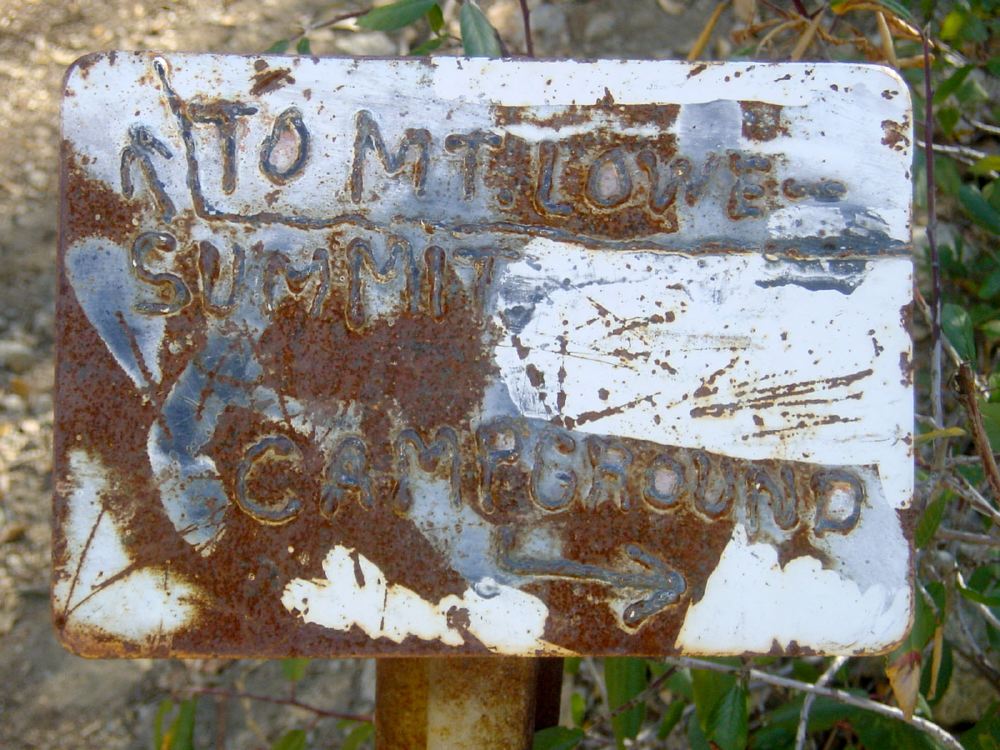 TO MT. LOWE -
SUMMIT
CAMPGROUND